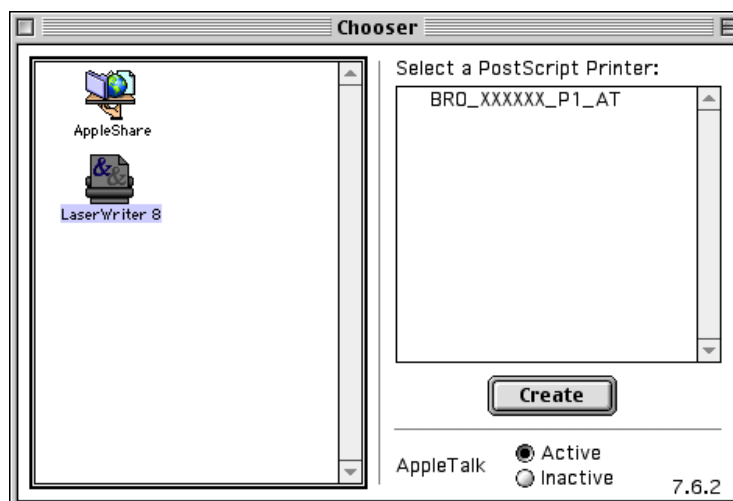 Chooser
AppleShare
LaserWriter 8
Select a PostScript Printer:
BRO_XXXXXX_P1_AT
Create
AppleTalk
Active
Inactive
7.6.2